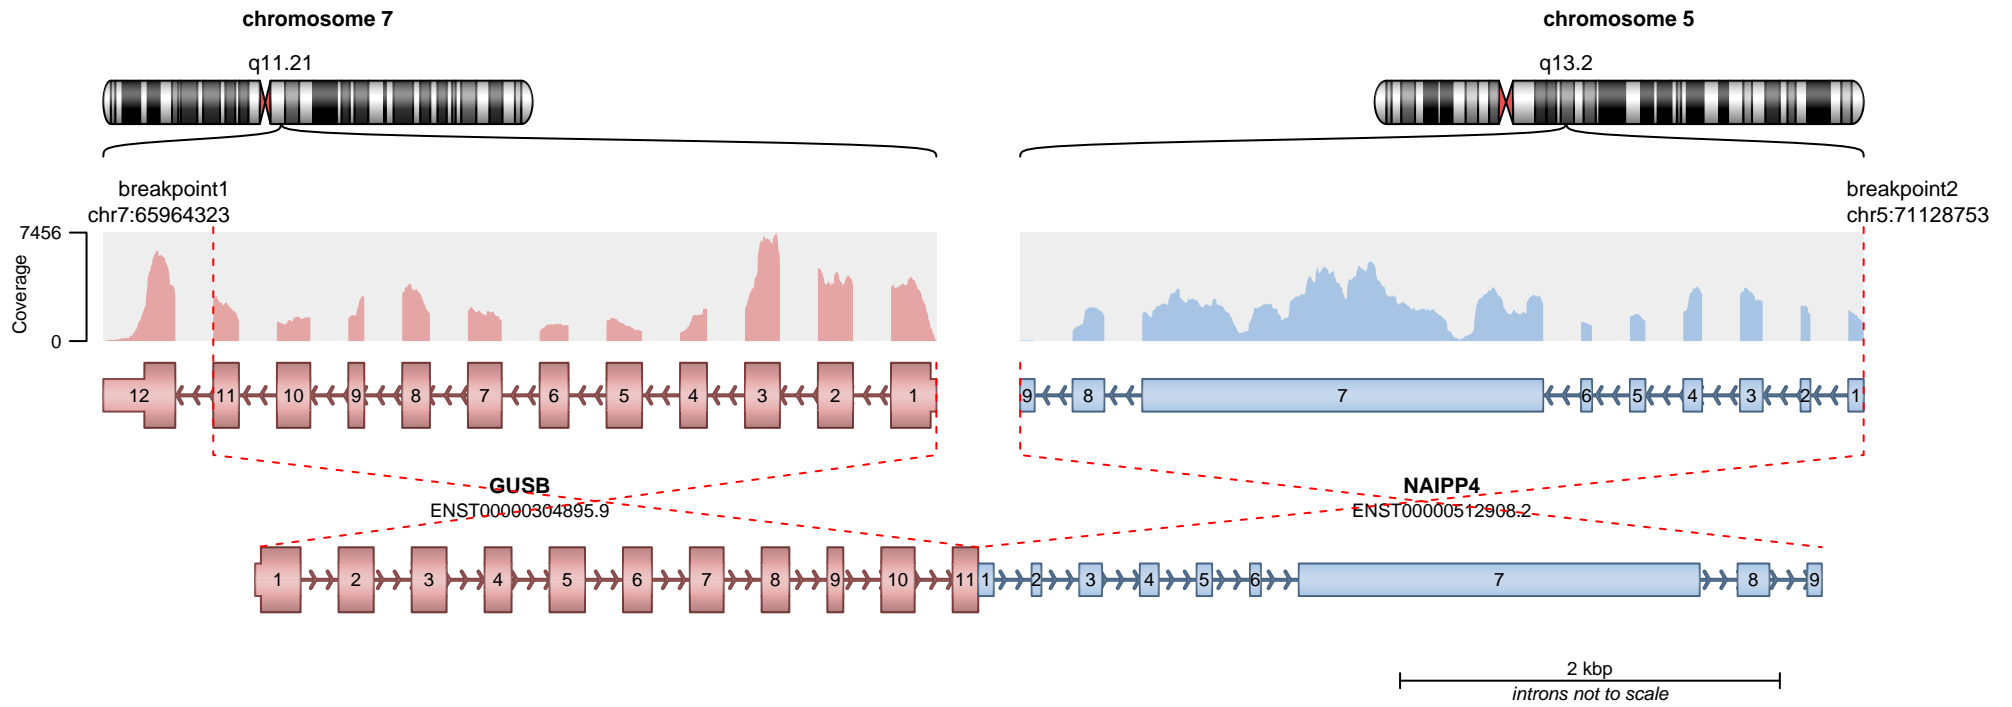 chromosome 7
chromosome 5
q11.21
q13.2
breakpoint1
chr7:65964323
breakpoint2
chr5:71128753
7456
0
Coverage
12 11 10 9 8 7 6 5 4 3 2 1
9 8 7 6 5 4 3 2 1
GUSB
ENST00000304895.9
NAIPP4
ENST00000512908.2
1 2 3 4 5 6 7 8 9 10 11 1 2 3 4 5 6 7 8 9
2 kbp
introns not to scale